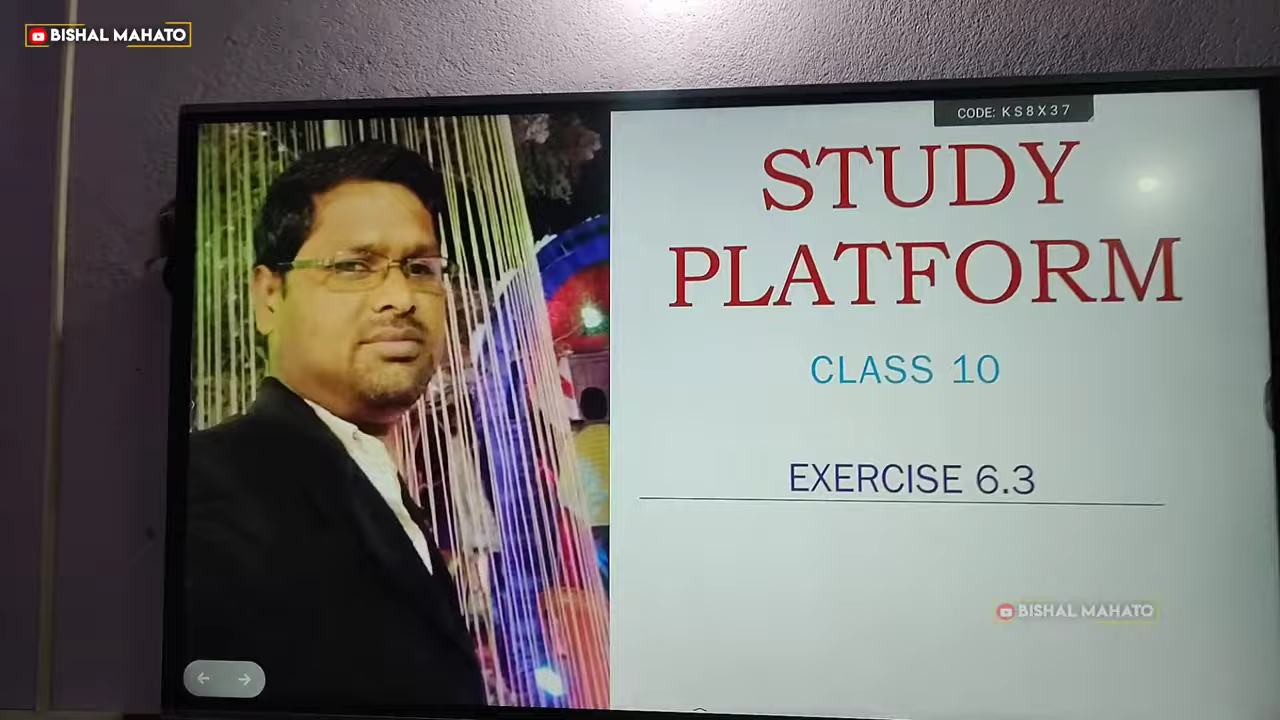 BISHAL MAHATO
CODE: KS8X37
STUDY
PLATFORM
CLASS 10
EXERCISE 6.3
BISHAL MAHATO